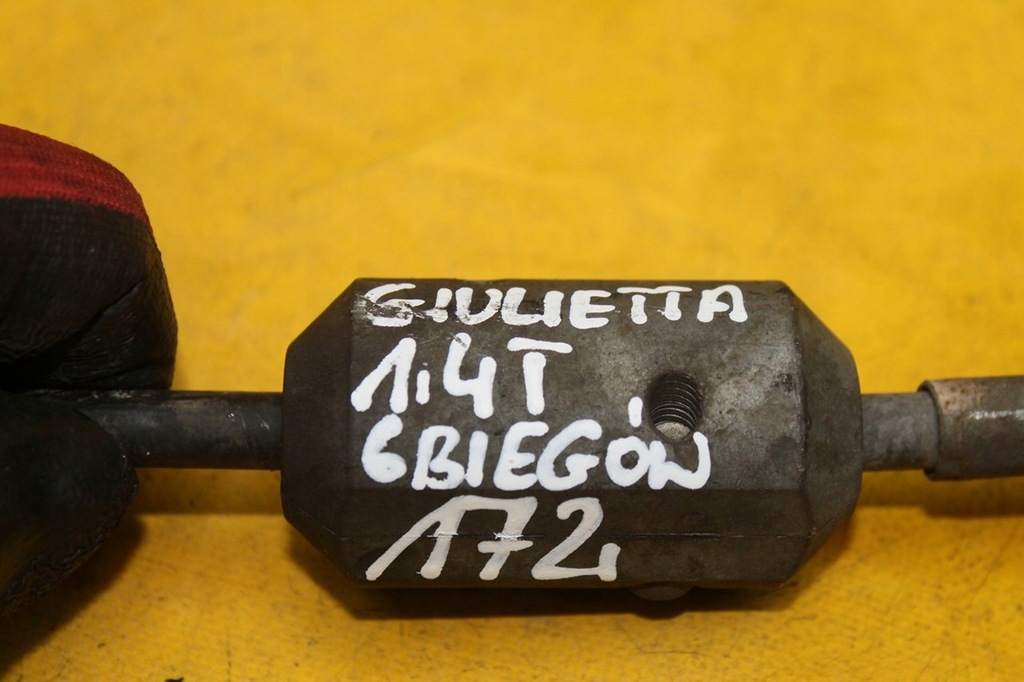 GIULIETTA
1.4T
6BIEGÓW
172